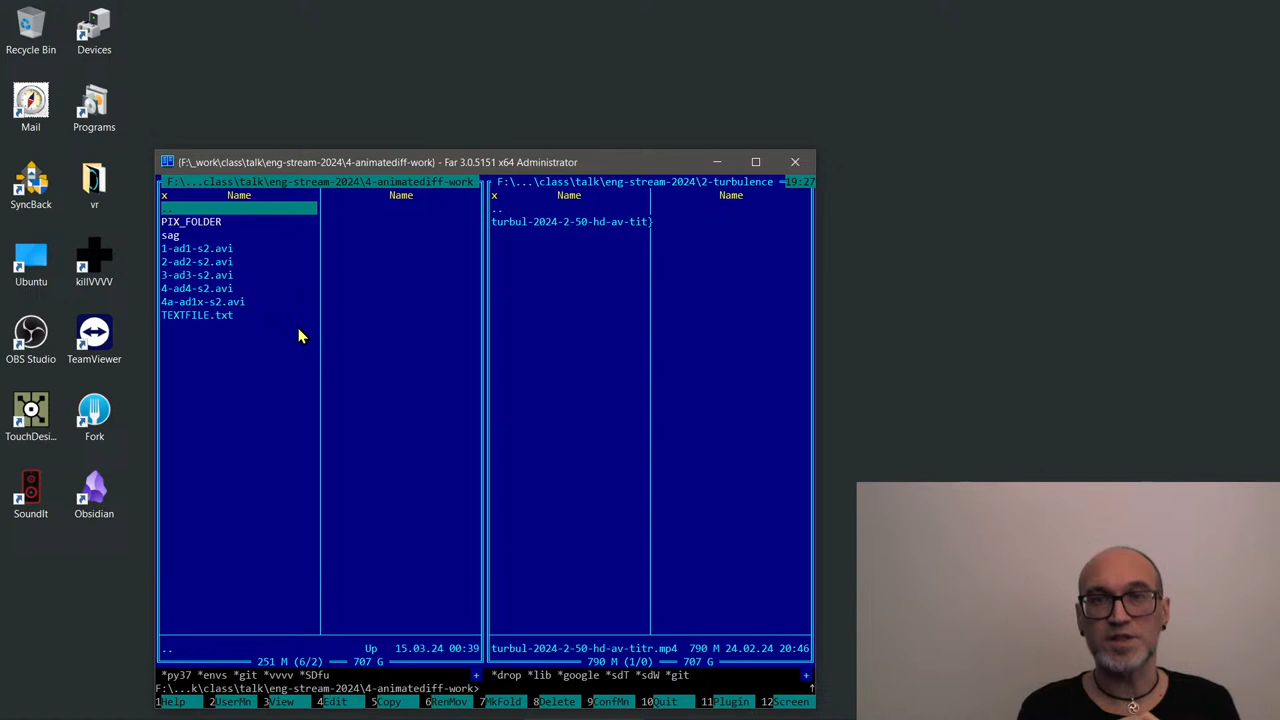 Recycle Bin
Devices
Mail
Programs
SyncBack
vr
Ubuntu
killVVVV
OBS Studio
TeamViewer
TouchDesi...
Fork
SoundIt
Obsidian
{F:\_work\class\talk\eng-stream-2024\4-animatediff-work} - Far 3.0.5151 x64 Administrator
F:\...class\talk\eng-stream-2024\4-animatediff-work
x Name Name
..
PIX_FOLDER
sag
1-ad1-s2.avi
2-ad2-s2.avi
3-ad3-s2.avi
4-ad4-s2.avi
4a-ad1x-s2.avi
TEXTFILE.txt
.. Up 15.03.24 00:39
251 M (6/2) ══ 707 G
F:\...\class\talk\eng-stream-2024\2-turbulence 19:27
x Name Name
..
turbul-2024-2-50-hd-av-tit}
turbul-2024-2-50-hd-av-titr.mp4 790 M 24.02.24 20:46
790 M (1/0) ══ 707 G
*py37 *envs *git *vvvv *SDfu +
*drop *lib *google *sdT *sdW *git +
F:\...k\class\talk\eng-stream-2024\4-animatediff-work> ↑
1Help 2UserMn 3View 4Edit 5Copy 6RenMov 7MkFold 8Delete 9ConfMn 10Quit 11Plugin 12Screen